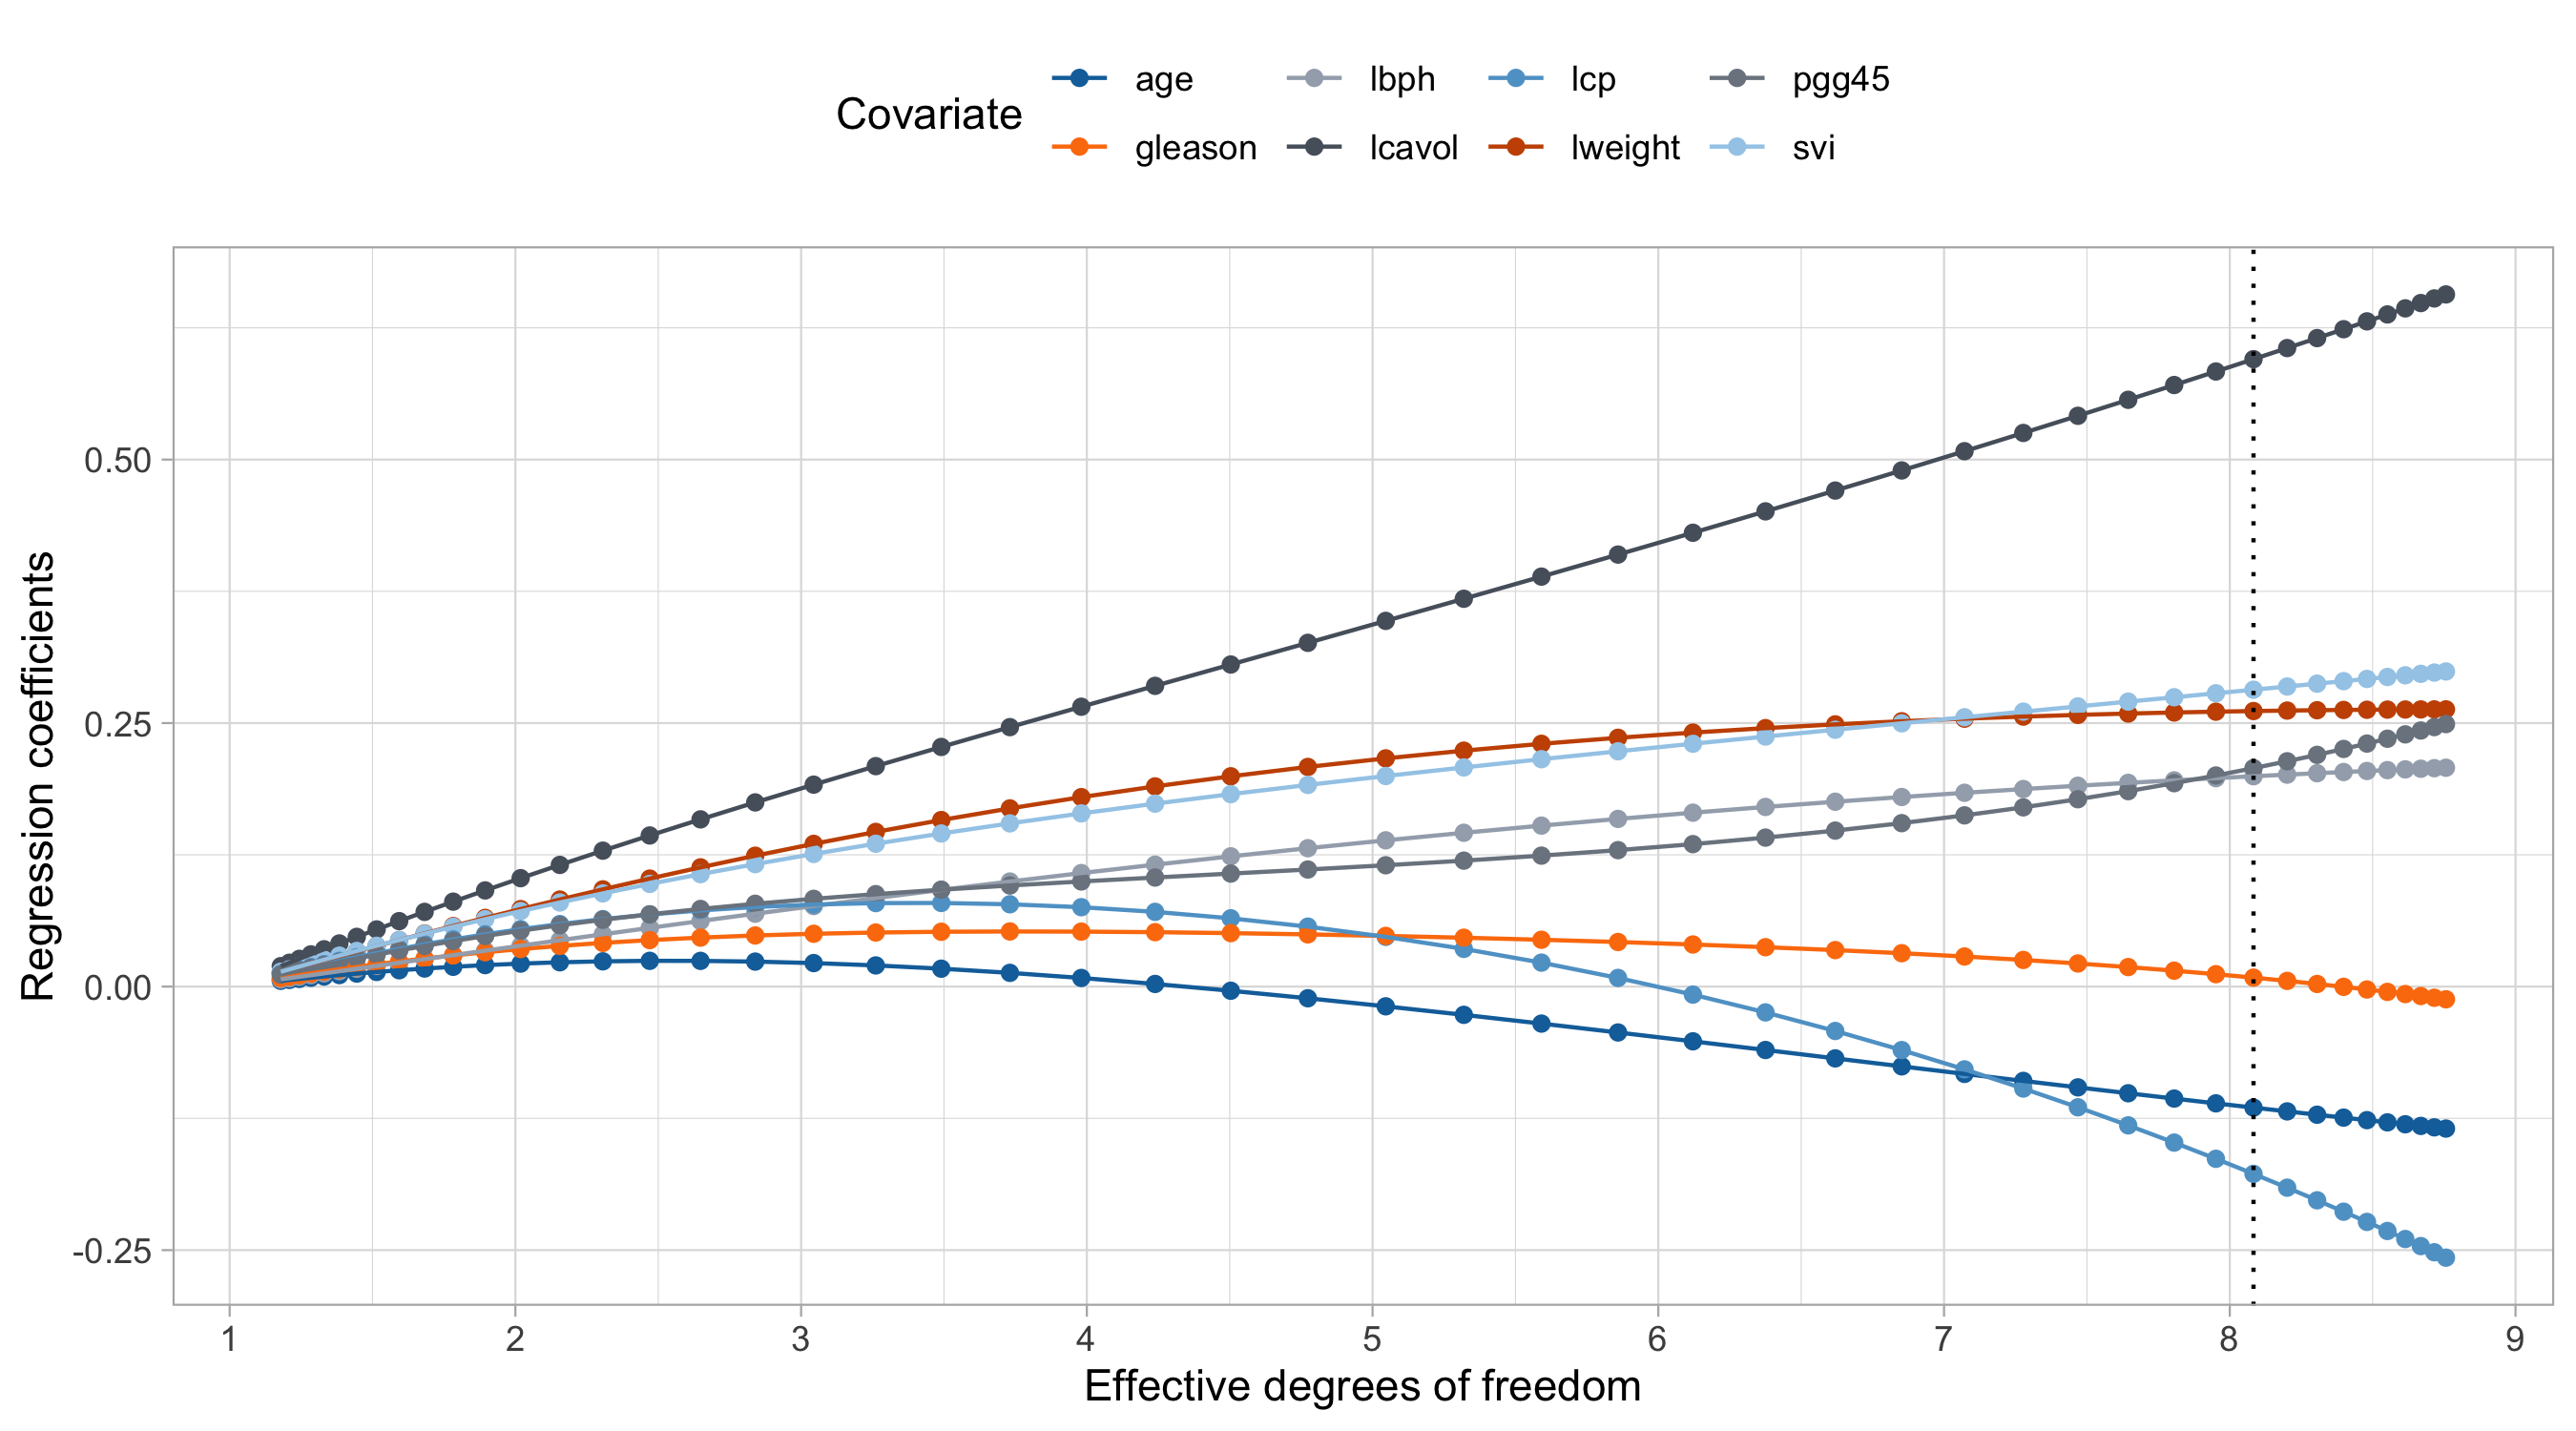 Covariate
age lbph lcp pgg45
gleason lcavol lweight svi
Regression coefficients
0.50
0.25
0.00
-0.25
1 2 3 4 5 6 7 8 9
Effective degrees of freedom